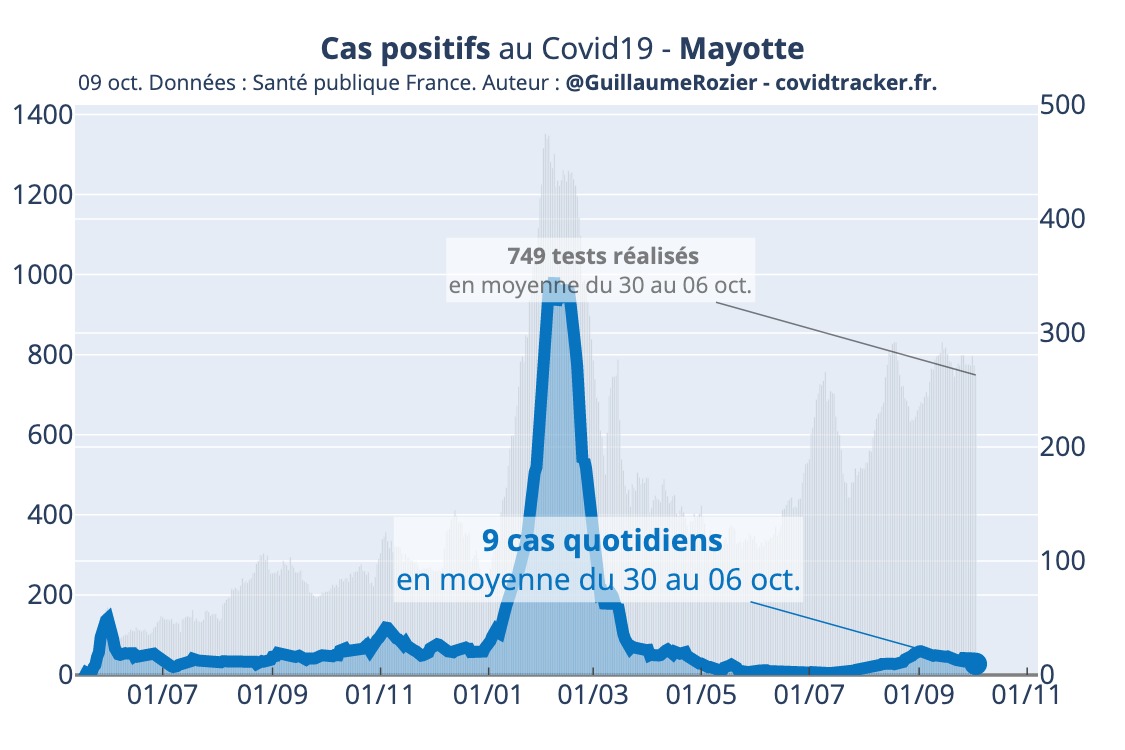 Cas positifs au Covid19 - Mayotte
09 oct. Données : Santé publique France. Auteur : @GuillaumeRozier - covidtracker.fr.
1400
1200
1000
800
600
400
200
0
500
400
300
200
100
0
749 tests réalisés
en moyenne du 30 au 06 oct.
9 cas quotidiens
en moyenne du 30 au 06 oct.
01/07 01/09 01/11 01/01 01/03 01/05 01/07 01/09 01/11